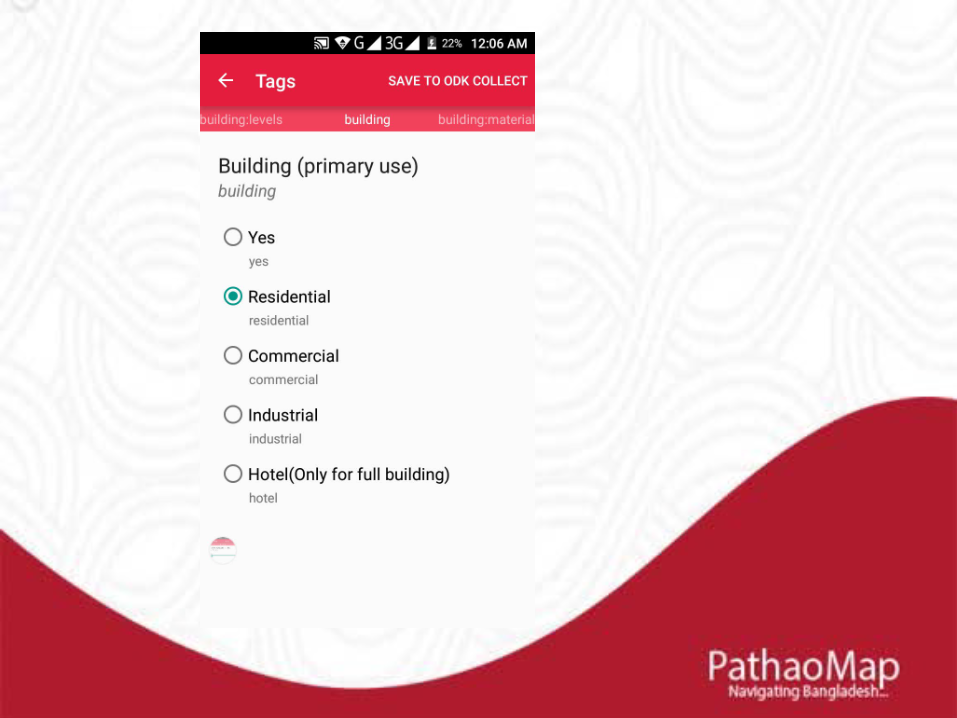 G 3G 22% 12:06 AM
Tags SAVE TO ODK COLLECT
building:levels building building:material
Building (primary use)
building
Yes
yes
Residential
residential
Commercial
commercial
Industrial
industrial
Hotel(Only for full building)
hotel
PathaoMap
Navigating Bangladesh...